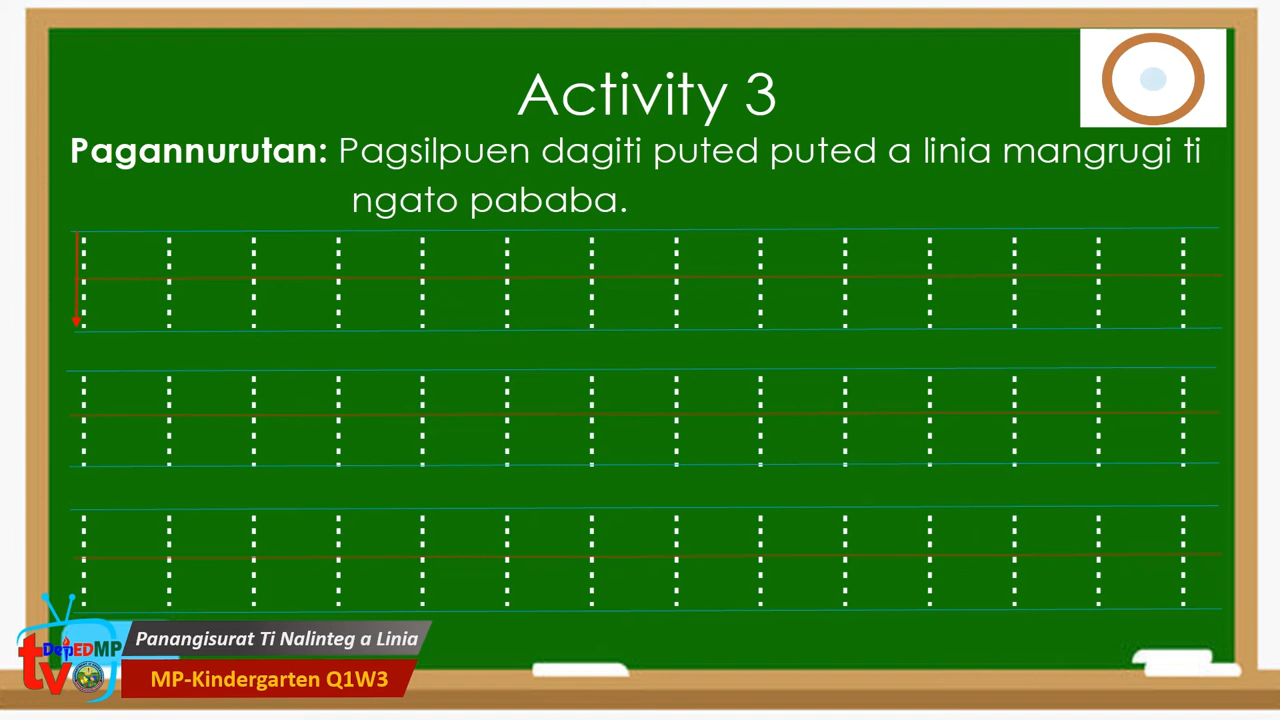 Activity 3
Pagannurutan: Pagsilpuen dagiti puted puted a linia mangrugi ti
ngato pababa.
Panangisurat Ti Nalinteg a Linia
MP-Kindergarten Q1W3
DepEDMP
tv